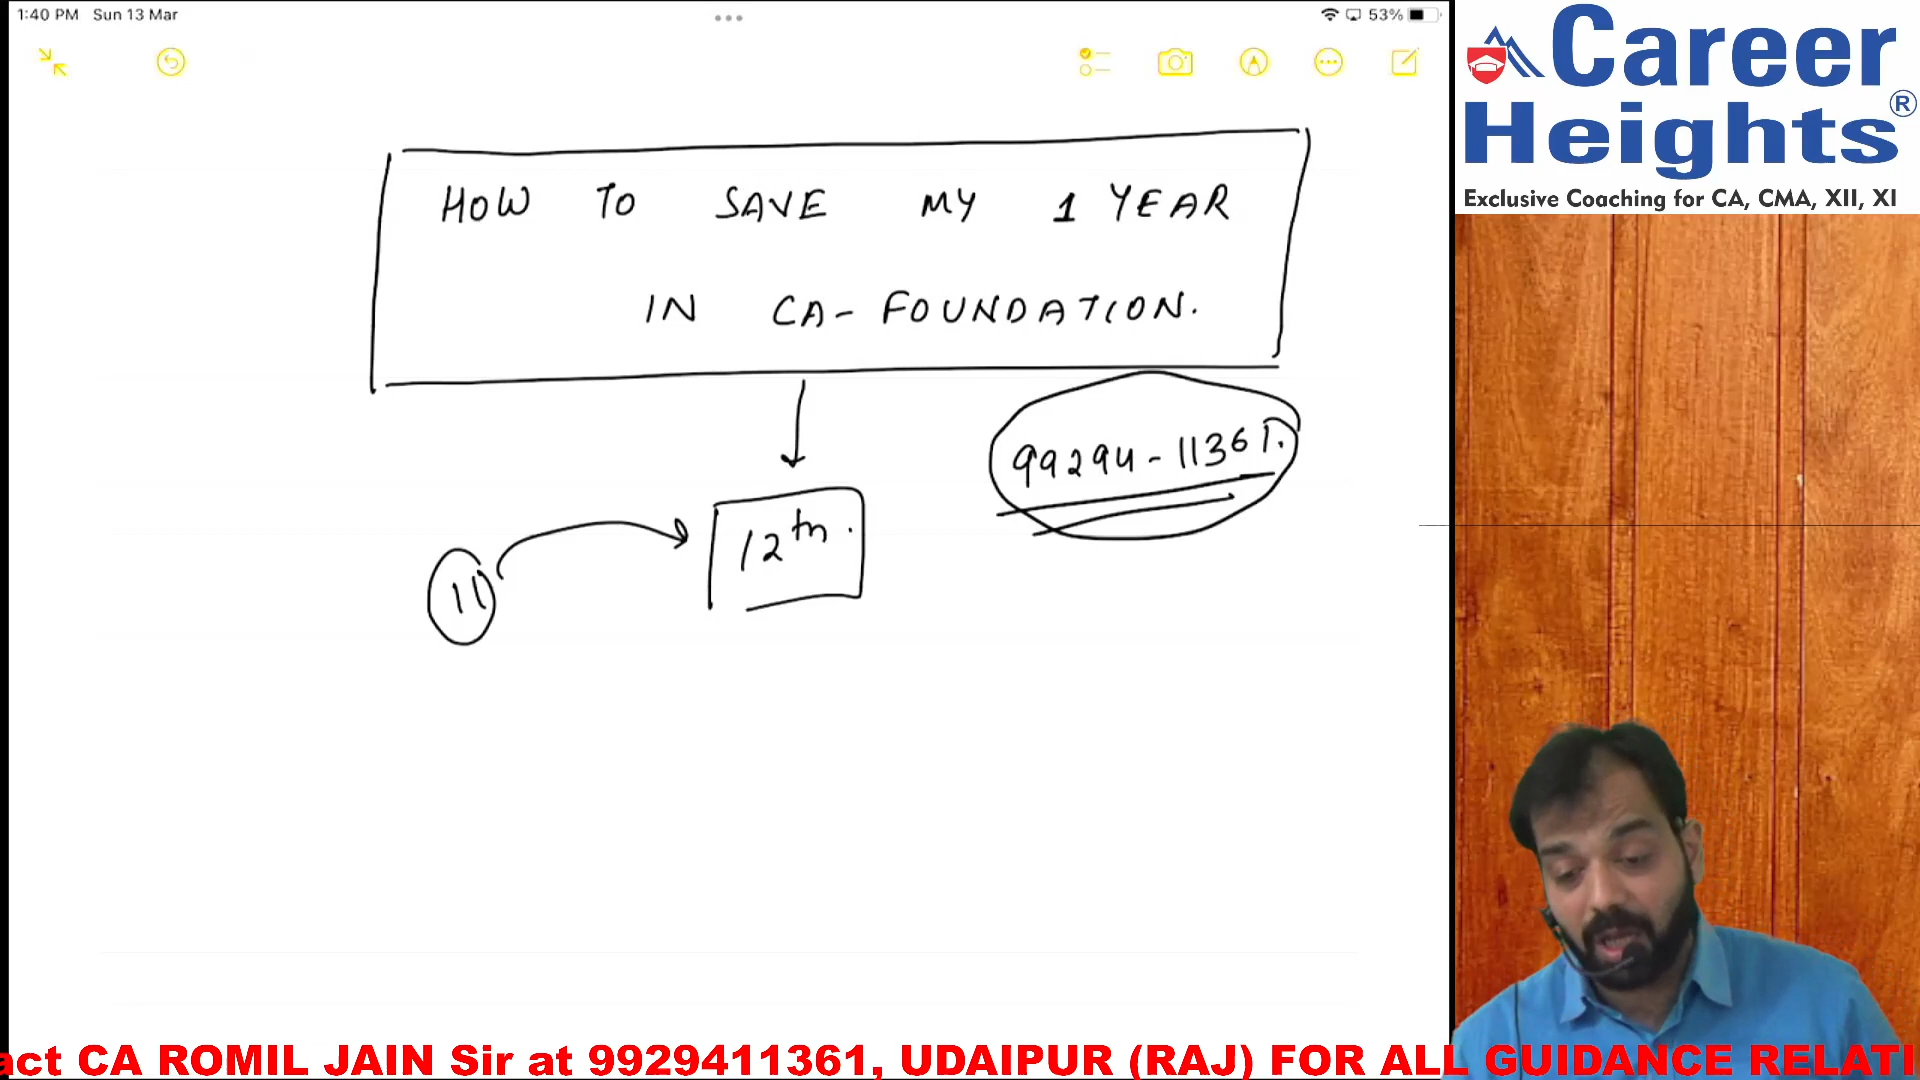 1:40 PM Sun 13 Mar
53%
Career
Heights®
Exclusive Coaching for CA, CMA, XII, XI
HOW TO SAVE MY 1 YEAR
IN CA- FOUNDATION.
99294-11361.
12th.
11
act CA ROMIL JAIN Sir at 9929411361, UDAIPUR (RAJ) FOR ALL GUIDANCE RELATI